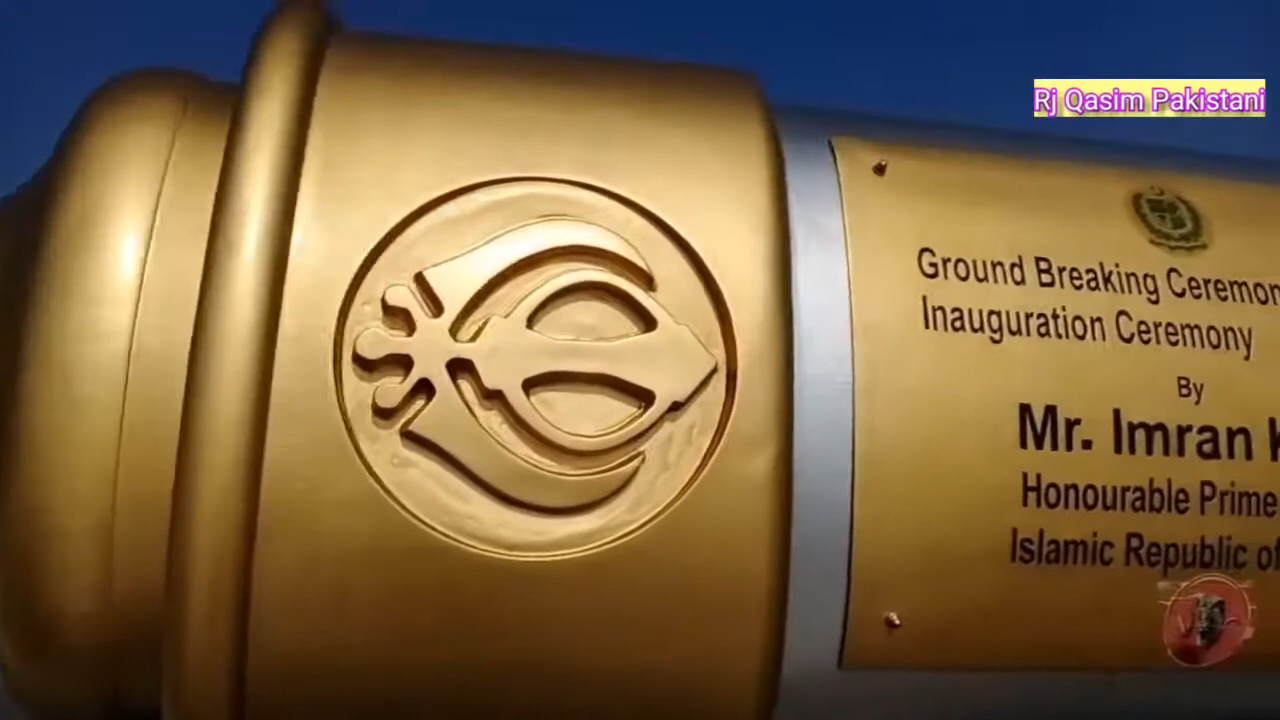 Rj Qasim Pakistani
Ground Breaking Ceremon
Inauguration Ceremony
By
Mr. Imran
Honourable Prime
Islamic Republic of